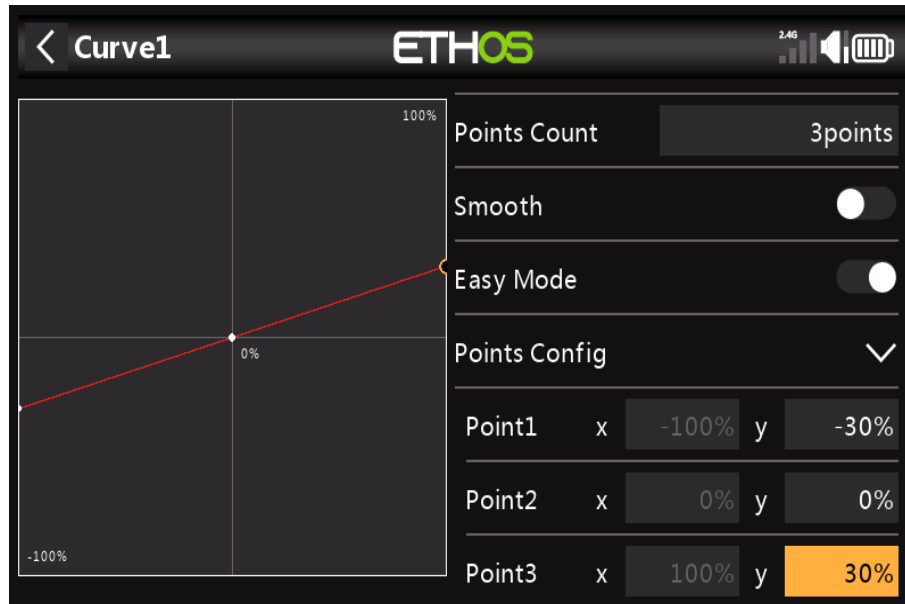 Curve1
ETHOS
2.4G
100%
0%
-100%
Points Count 3points
Smooth
Easy Mode
Points Config
Point1 x -100% y -30%
Point2 x 0% y 0%
Point3 x 100% y 30%